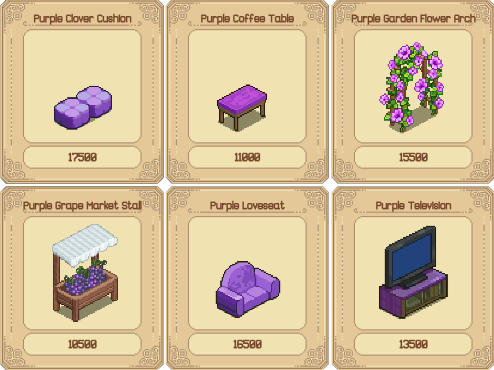 Purple Clover Cushion
Purple Coffee Table
Purple Garden Flower Arch
17500
11000
15500
Purple Grape Market Stall
Purple Loveseat
Purple Television
10500
16500
13500